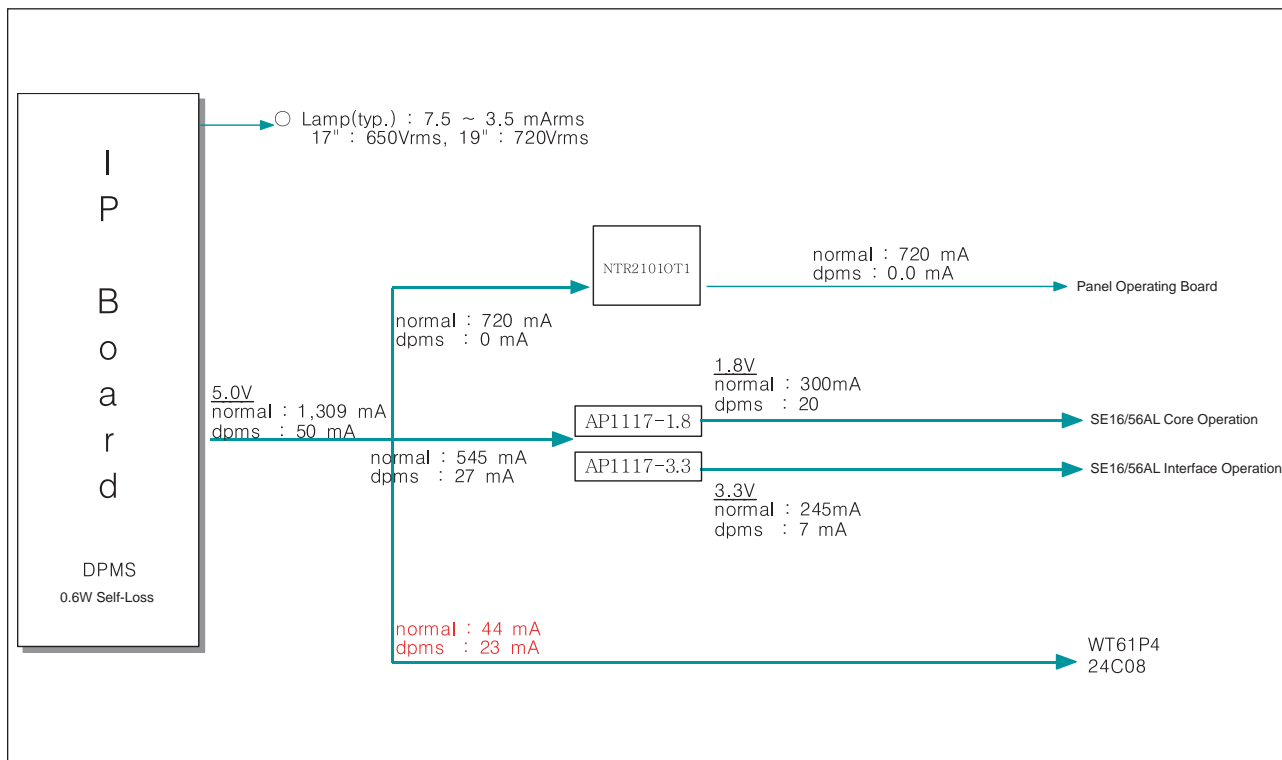 IP Board
DPMS
0.6W Self-Loss
○ Lamp(typ.) : 7.5 ~ 3.5 mArms
17" : 650Vrms, 19" : 720Vrms
5.0V
normal : 1,309 mA
dpms : 50 mA
normal : 720 mA
dpms : 0 mA
NTR2101OT1
normal : 720 mA
dpms : 0.0 mA
Panel Operating Board
normal : 545 mA
dpms : 27 mA
AP1117-1.8
1.8V
normal : 300mA
dpms : 20
SE16/56AL Core Operation
AP1117-3.3
3.3V
normal : 245mA
dpms : 7 mA
SE16/56AL Interface Operation
normal : 44 mA
dpms : 23 mA
WT61P4
24C08